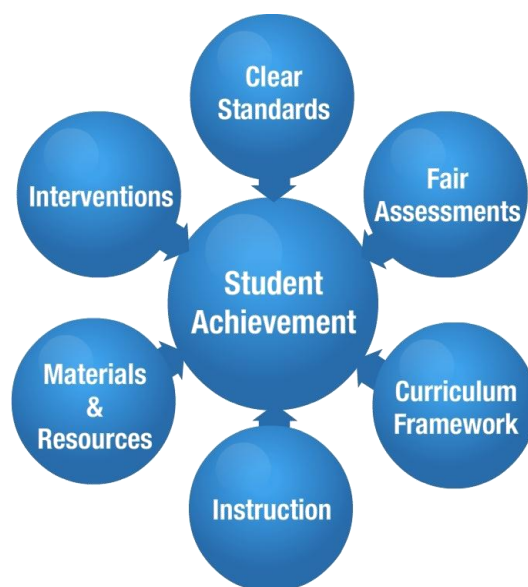 Clear
Standards
Fair
Assessments
Interventions
Student
Achievement
Materials
&
Resources
Curriculum
Framework
Instruction